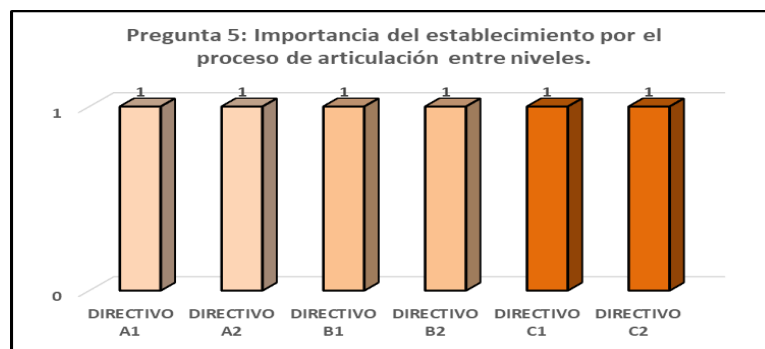 Pregunta 5: Importancia del establecimiento por el
proceso de articulación entre niveles.
1 1 1 1 1 1
1
0
DIRECTIVO DIRECTIVO DIRECTIVO DIRECTIVO DIRECTIVO DIRECTIVO
A1 A2 B1 B2 C1 C2